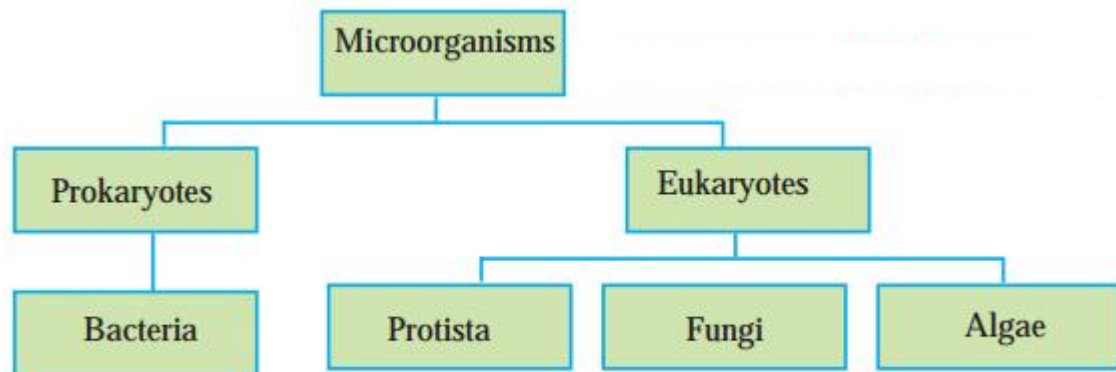 Microorganisms
Prokaryotes
Eukaryotes
Bacteria
Protista
Fungi
Algae